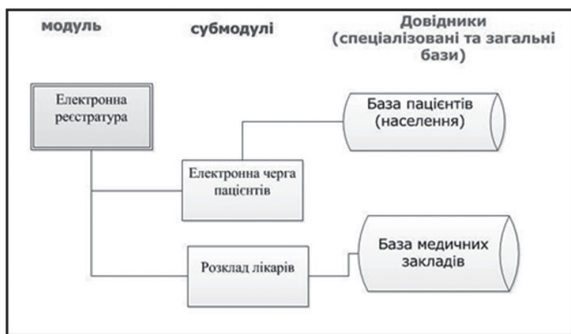 модуль
субмодулі
Довідники
(спеціалізовані та загальні
бази)
Електронна
реєстратура
База пацієнтів
(населення)
Електронна черга
пацієнтів
Розклад лікарів
База медичних
закладів